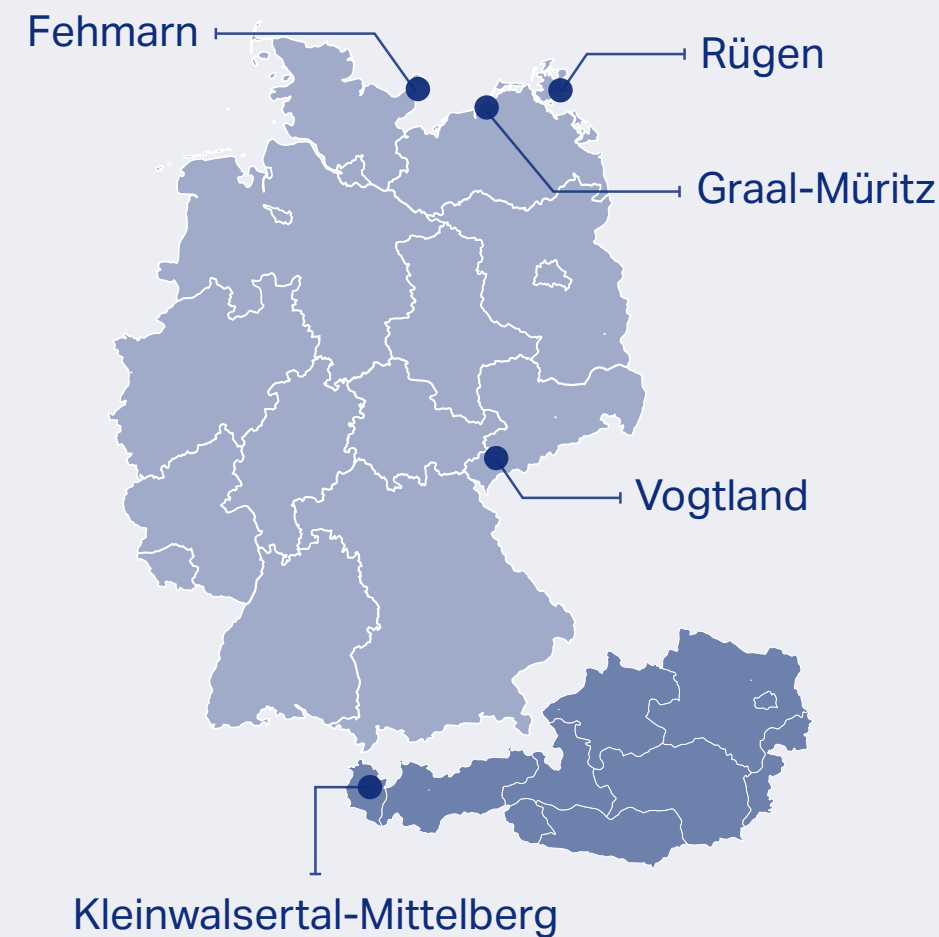 Fehmarn
Rügen
Graal-Müritz
Vogtland
Kleinwalsertal-Mittelberg